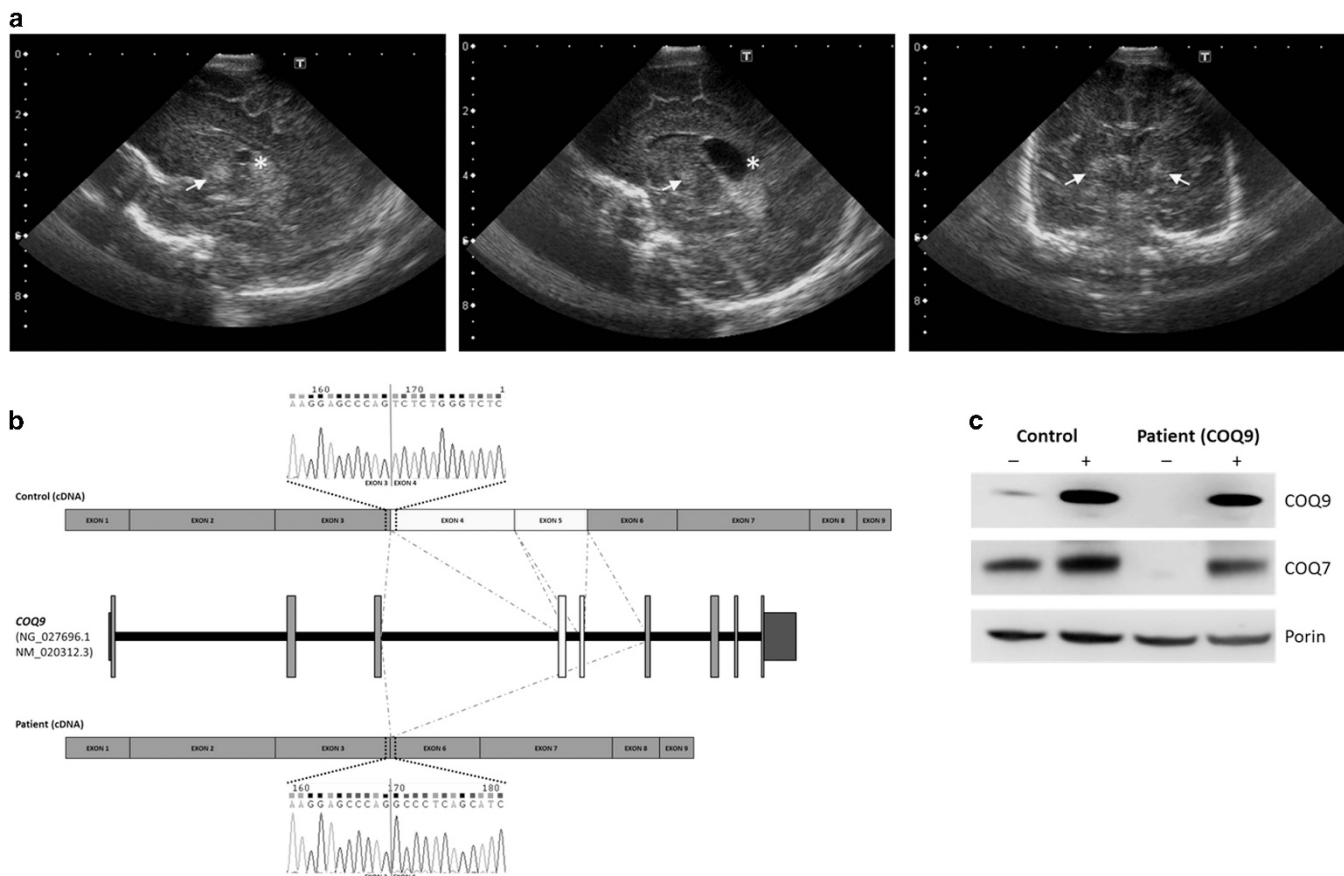 a
0 T
2
4 *
6
8
0 T
2
4 *
6
8
0 T
2
4
6
8
b
160 170 1
A A G G A G C C C A G T C T C T G G G T C T C
EXON 3 EXON 4
Control (cDNA)
EXON 1 EXON 2 EXON 3 EXON 4 EXON 5 EXON 6 EXON 7 EXON 8 EXON 9
COQ9
(NG_027696.1
NM_020312.3)
Patient (cDNA)
EXON 1 EXON 2 EXON 3 EXON 6 EXON 7 EXON 8 EXON 9
160 170 180
A A G G A G C C C A G G C C C T C A G C A T C
c
Control Patient (COQ9)
– + – +
COQ9
COQ7
Porin